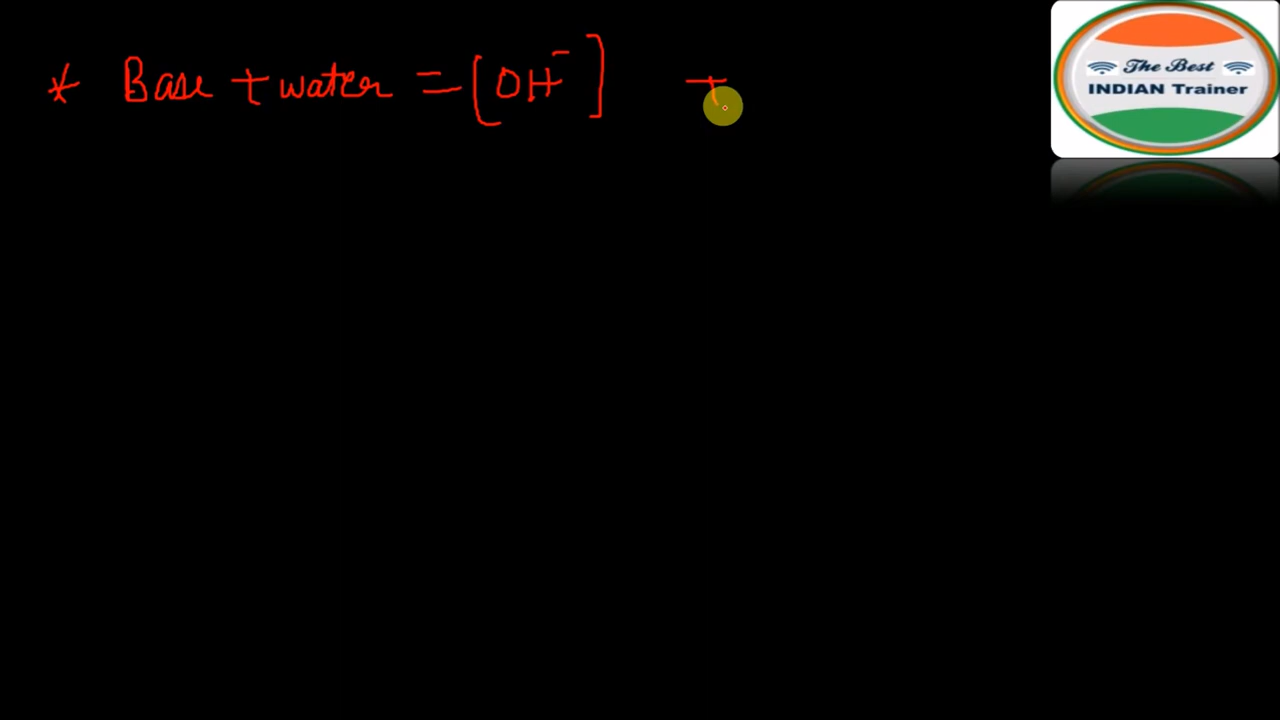 * Base + water = [OH⁻]
The Best
INDIAN Trainer